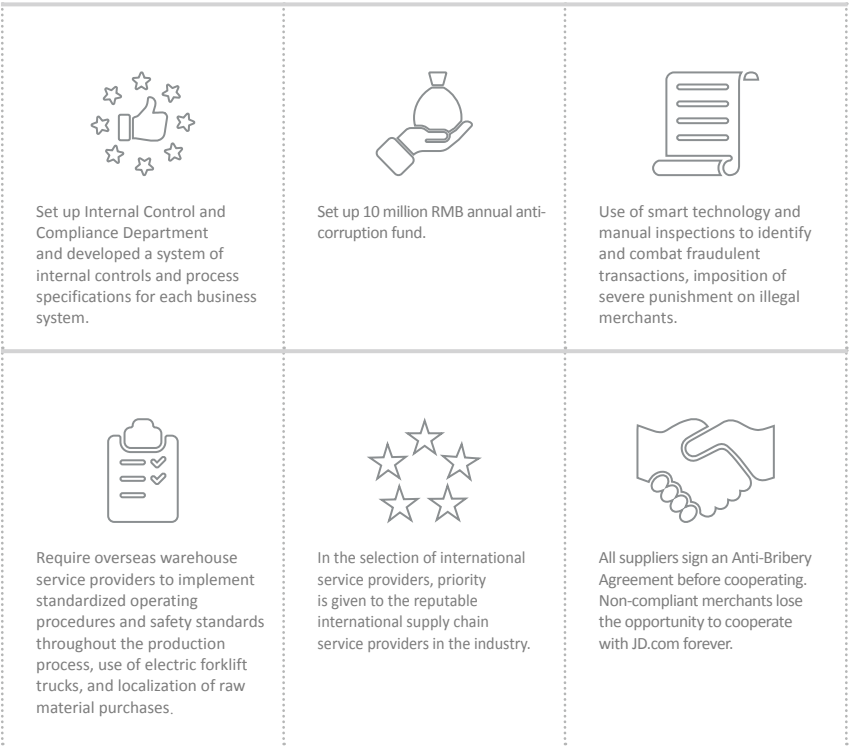 Set up Internal Control and
Compliance Department
and developed a system of
internal controls and process
specifications for each business
system.
Set up 10 million RMB annual anti-
corruption fund.
Use of smart technology and
manual inspections to identify
and combat fraudulent
transactions, imposition of
severe punishment on illegal
merchants.
Require overseas warehouse
service providers to implement
standardized operating
procedures and safety standards
throughout the production
process, use of electric forklift
trucks, and localization of raw
material purchases.
In the selection of international
service providers, priority
is given to the reputable
international supply chain
service providers in the industry.
All suppliers sign an Anti-Bribery
Agreement before cooperating.
Non-compliant merchants lose
the opportunity to cooperate
with JD.com forever.